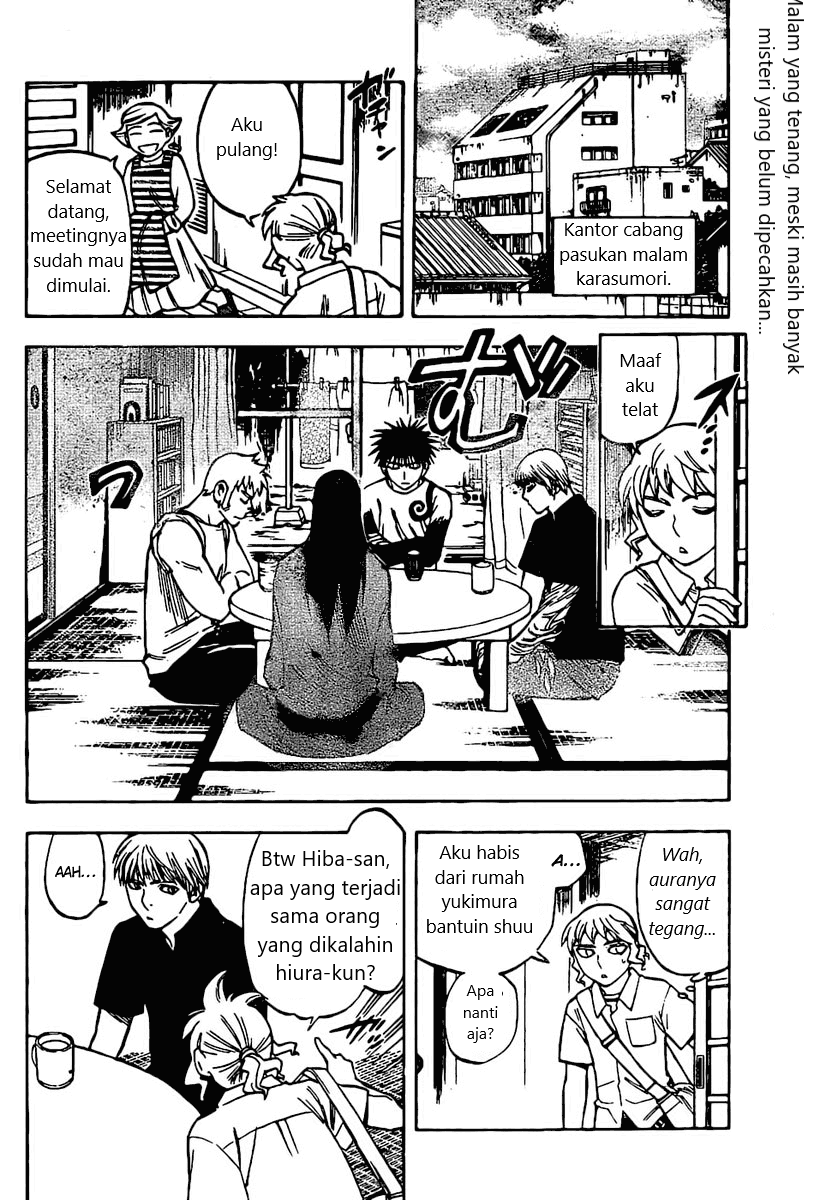 Malam yang tenang, meski masih banyak
misteri yang belum dipecahkan...
Kantor cabang
pasukan malam
karasumori.
Aku
pulang!
Selamat
datang,
meetingnya
sudah mau
dimulai.
Maaf
aku
telat
むず
Wah,
auranya
sangat
tegang...
A...
Aku habis
dari rumah
yukimura
bantuin shuu
Apa
nanti
aja?
Btw Hiba-san,
apa yang terjadi
sama orang
yang dikalahin
hiura-kun?
AAH...